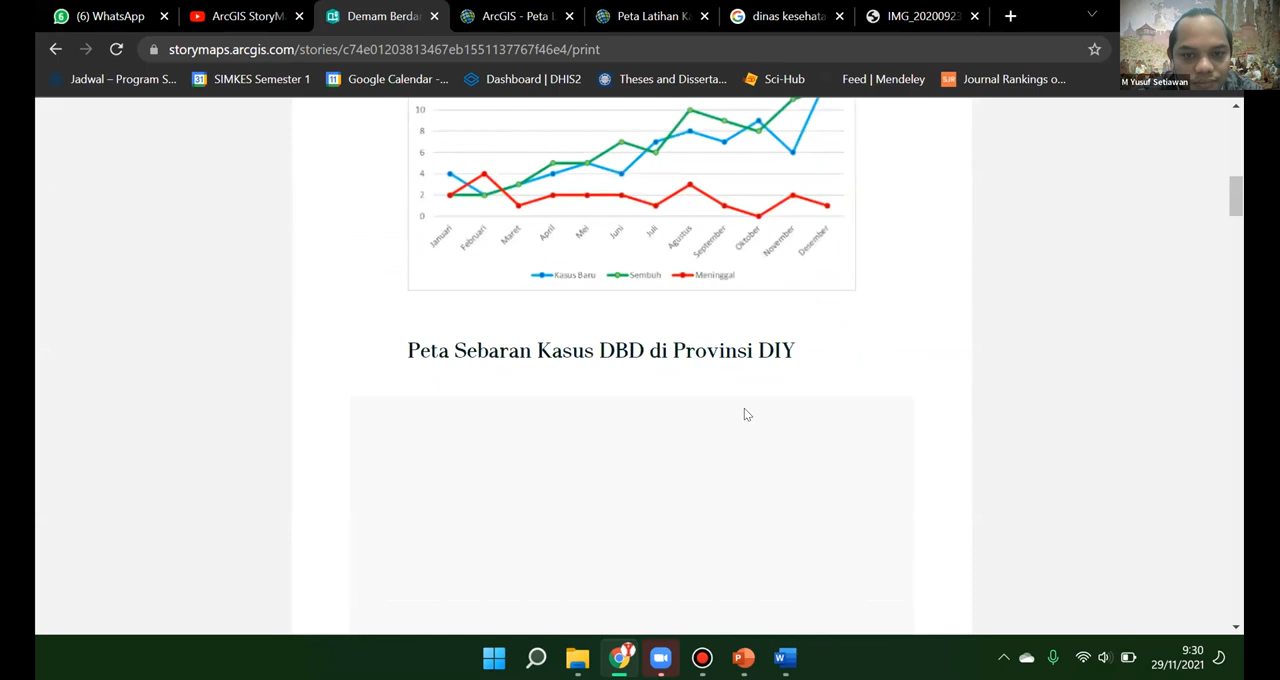 (6) WhatsApp
ArcGIS StoryM
Demam Berda
ArcGIS - Peta L
Peta Latihan K
dinas kesehata
IMG_20200923
storymaps.arcgis.com/stories/c74e01203813467eb1551137767f46e4/print
M Yusuf Setiawan
Jadwal – Program S...
SIMKES Semester 1
Google Calendar -...
Dashboard | DHIS2
Theses and Disserta...
Sci-Hub
Feed | Mendeley
SJR
Journal Rankings o...
10
8
6
4
2
0
Januari
Februari
Maret
April
Mei
Juni
Juli
Agustus
September
Oktober
November
Desember
Kasus Baru
Sembuh
Meninggal
Peta Sebaran Kasus DBD di Provinsi DIY
9:30
29/11/2021